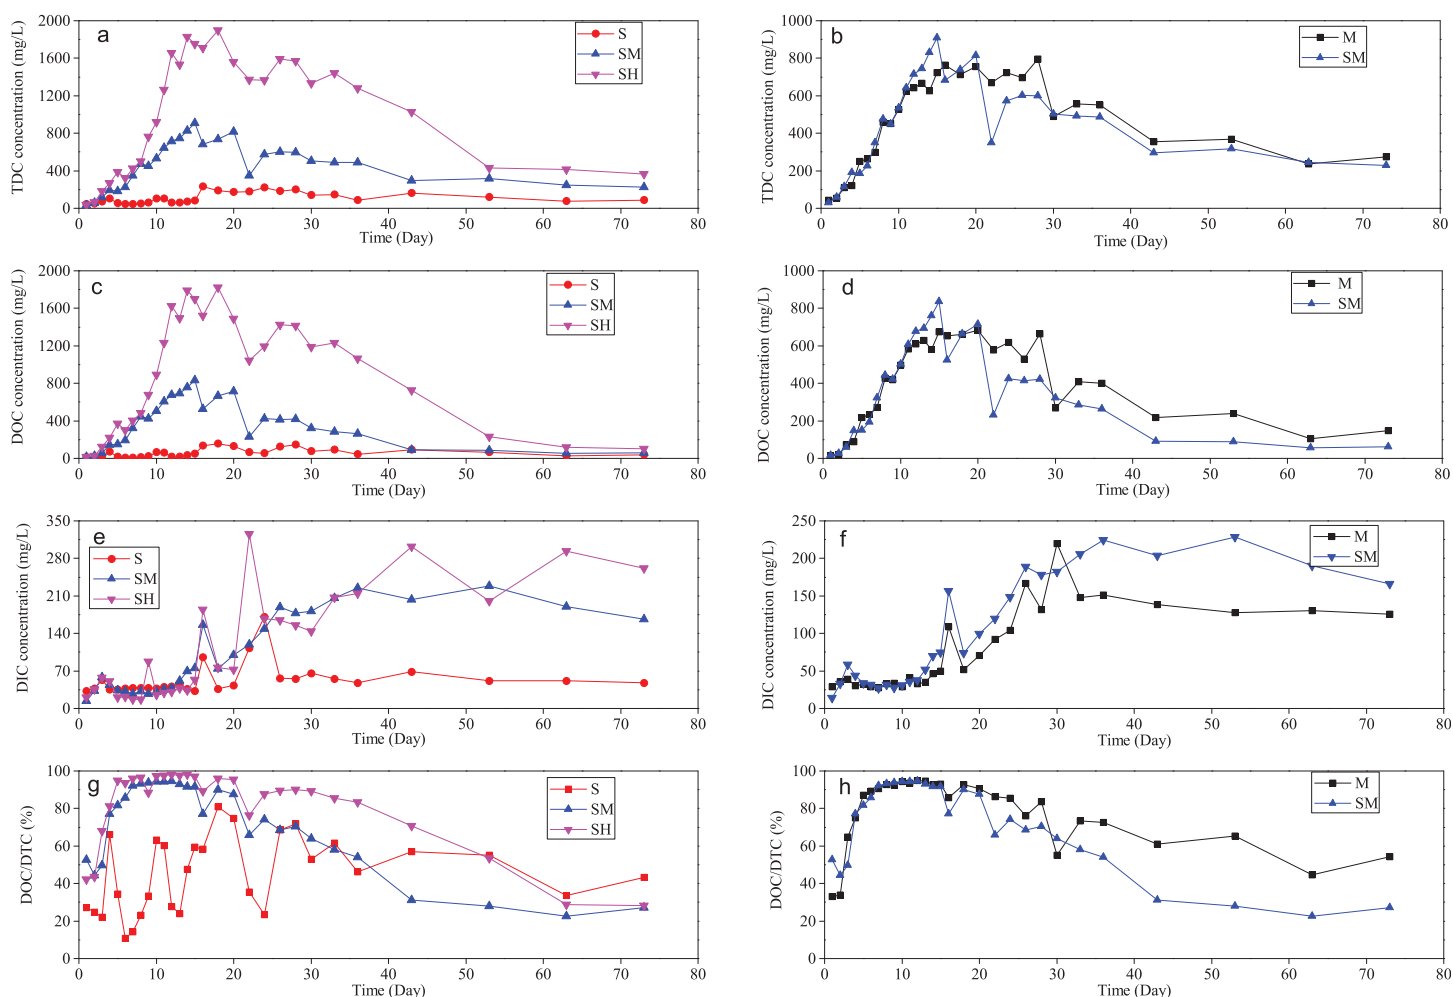 a
TDC concentration (mg/L)
2000
1600
1200
800
400
0
S
SM
SH
0 10 20 30 40 50 60 70 80
Time (Day)
b
TDC concentration (mg/L)
1000
800
600
400
200
0
M
SM
0 10 20 30 40 50 60 70 80
Time (Day)
c
DOC concentration (mg/L)
2000
1600
1200
800
400
0
S
SM
SH
0 10 20 30 40 50 60 70 80
Time (Day)
d
DOC concentration (mg/L)
1000
800
600
400
200
0
M
SM
0 10 20 30 40 50 60 70 80
Time (Day)
e
DIC concentration (mg/L)
350
280
210
140
70
0
S
SM
SH
0 10 20 30 40 50 60 70 80
Time (Day)
f
DIC concentration (mg/L)
250
200
150
100
50
0
M
SM
0 10 20 30 40 50 60 70 80
Time (Day)
g
DOC/DTC (%)
100
80
60
40
20
0
S
SM
SH
0 10 20 30 40 50 60 70 80
Time (Day)
h
DOC/DTC (%)
100
80
60
40
20
0
M
SM
0 10 20 30 40 50 60 70 80
Time (Day)